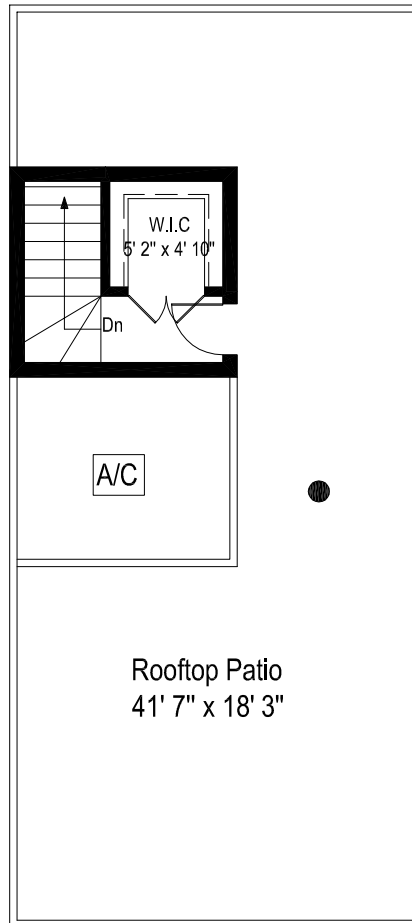 W.I.C
5' 2" x 4' 10"
Dn
A/C
Rooftop Patio
41' 7" x 18' 3"